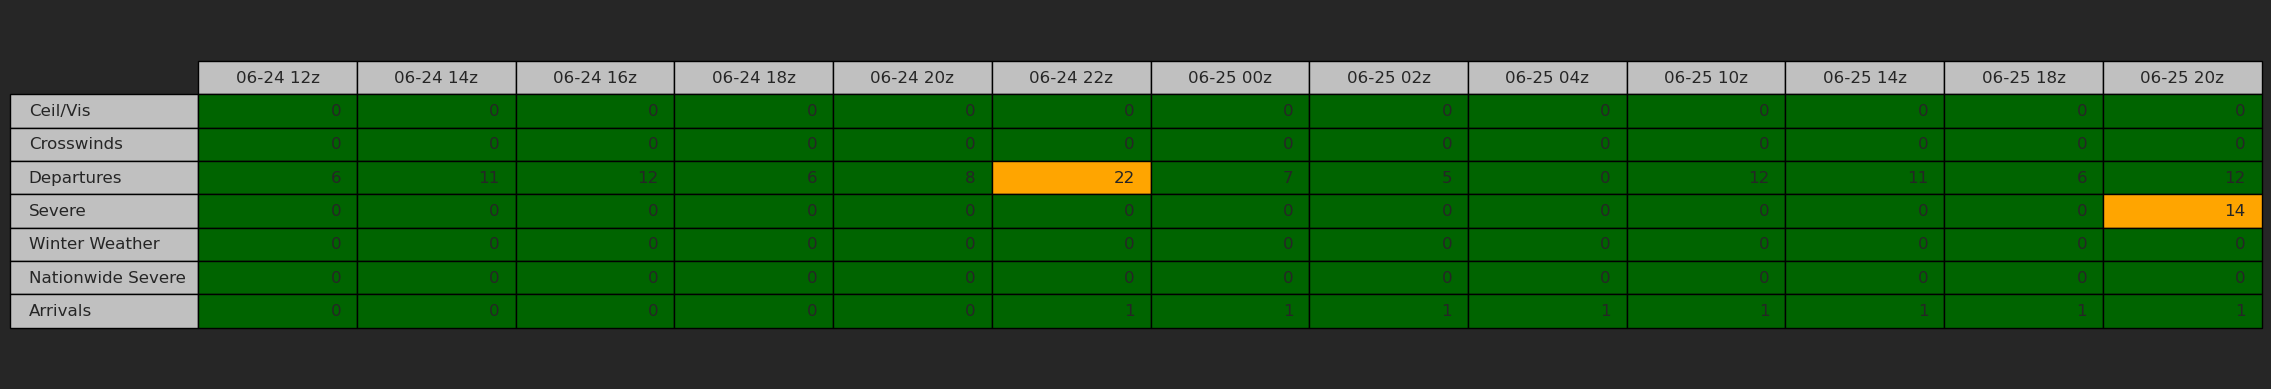 06-24 12z 06-24 14z 06-24 16z 06-24 18z 06-24 20z 06-24 22z 06-25 00z 06-25 02z 06-25 04z 06-25 10z 06-25 14z 06-25 18z 06-25 20z
Ceil/Vis 0 0 0 0 0 0 0 0 0 0 0 0 0
Crosswinds 0 0 0 0 0 0 0 0 0 0 0 0 0
Departures 6 11 12 6 8 22 7 5 0 12 11 6 12
Severe 0 0 0 0 0 0 0 0 0 0 0 0 14
Winter Weather 0 0 0 0 0 0 0 0 0 0 0 0 0
Nationwide Severe 0 0 0 0 0 0 0 0 0 0 0 0 0
Arrivals 0 0 0 0 0 1 1 1 1 1 1 1 1